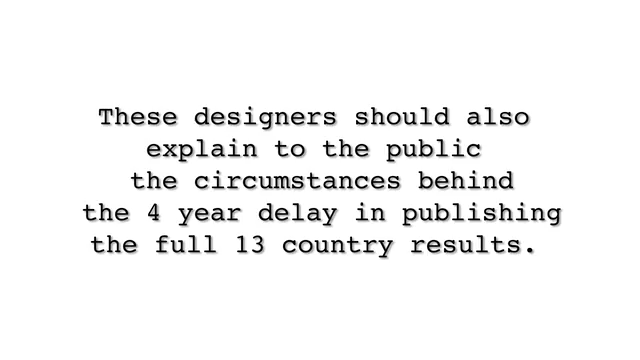 These designers should also
explain to the public
the circumstances behind
the 4 year delay in publishing
the full 13 country results.